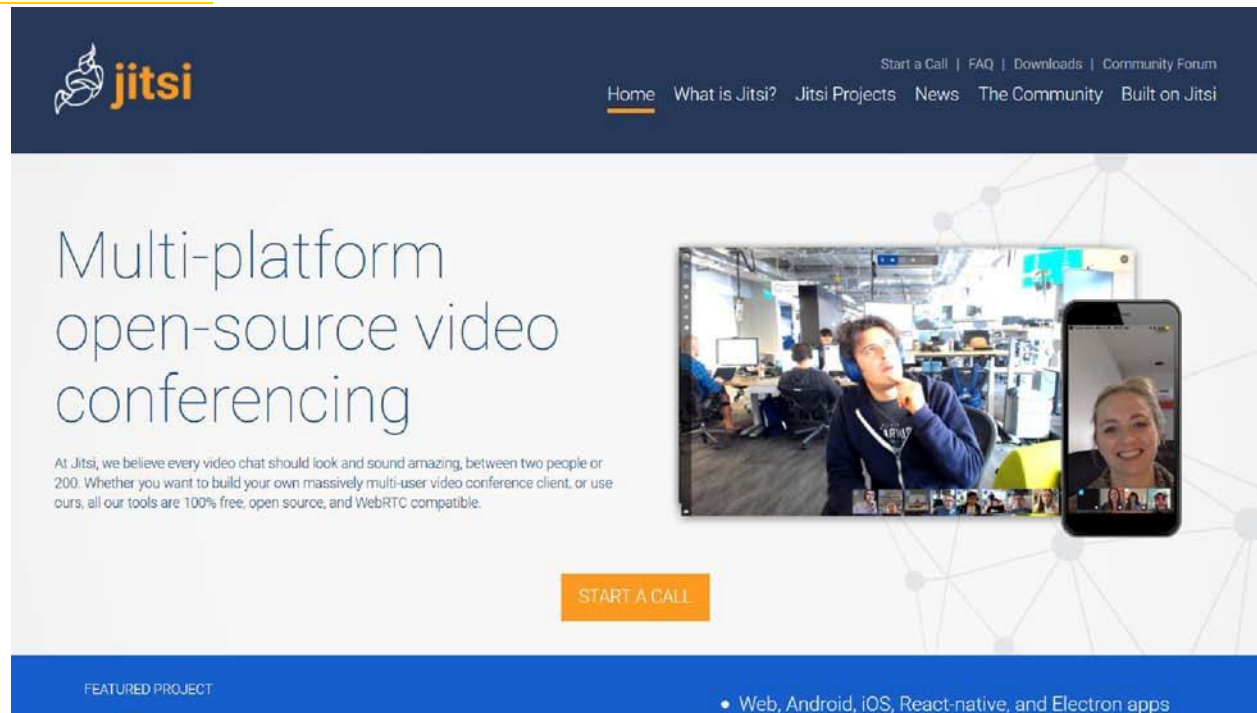 jitsi
Start a Call | FAQ | Downloads | Community Forum
Home What is Jitsi? Jitsi Projects News The Community Built on Jitsi
Multi-platform
open-source video
conferencing
At Jitsi, we believe every video chat should look and sound amazing, between two people or
200. Whether you want to build your own massively multi-user video conference client, or use
ours, all our tools are 100% free, open source, and WebRTC compatible.
START A CALL
FEATURED PROJECT
• Web, Android, iOS, React-native, and Electron apps